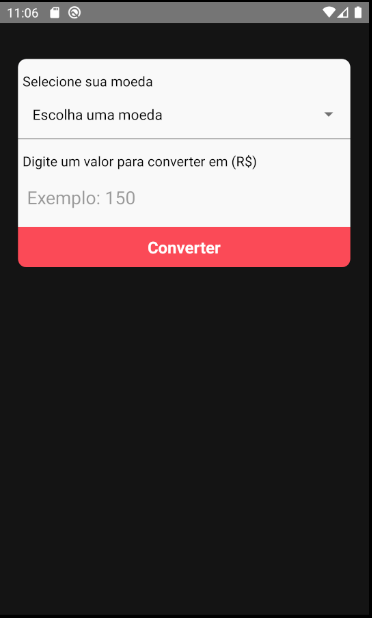 11:06
Selecione sua moeda
Escolha uma moeda
Digite um valor para converter em (R$)
Exemplo: 150
Converter